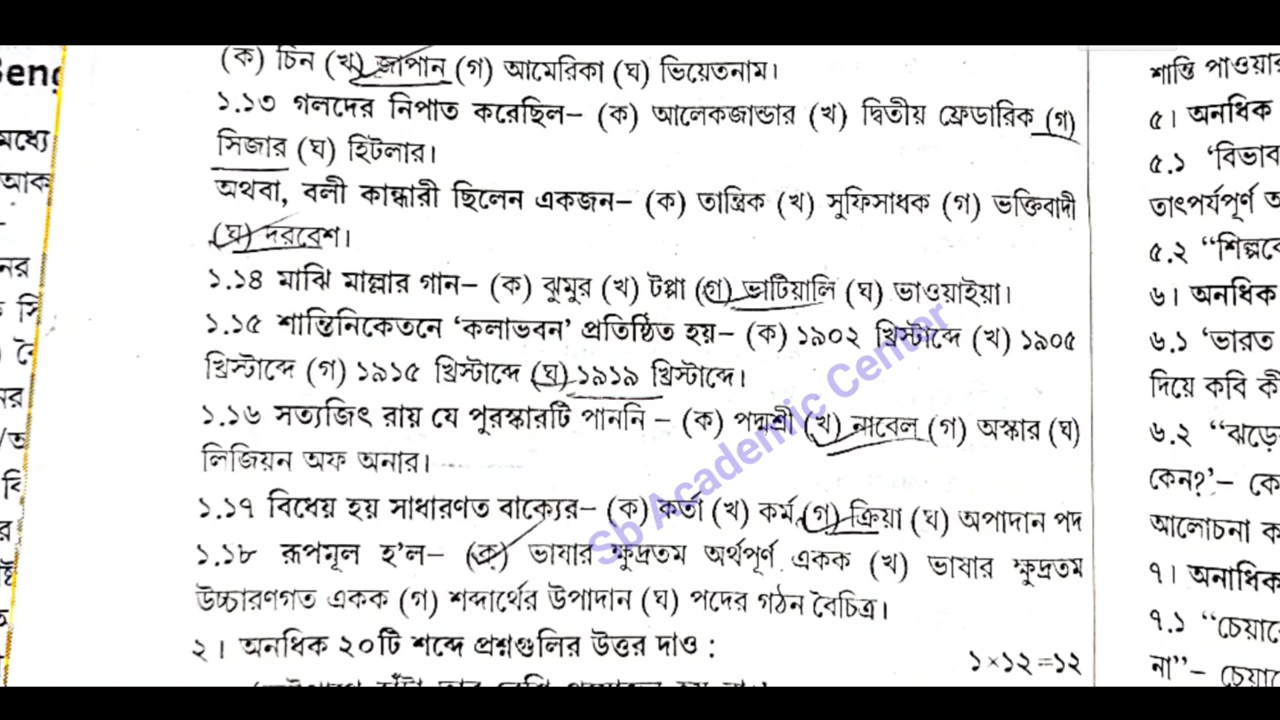 (ক) চিন (খ) জাপান (গ) আমেরিকা (ঘ) ভিয়েতনাম।
১.১৩ গলদের নিপাত করেছিল– (ক) আলেকজান্ডার (খ) দ্বিতীয় ফ্রেডারিক (গ)
সিজার (ঘ) হিটলার।
অথবা, বলী কান্ধারী ছিলেন একজন– (ক) তান্ত্রিক (খ) সুফিসাধক (গ) ভক্তিবাদী
(ঘ) দরবেশ।
১.১৪ মাঝি মাল্লার গান– (ক) ঝুমুর (খ) টপ্পা (গ) ভাটিয়ালি (ঘ) ভাওয়াইয়া।
১.১৫ শান্তিনিকেতনে ‘কলাভবন’ প্রতিষ্ঠিত হয়– (ক) ১৯০২ খ্রিস্টাব্দে (খ) ১৯০৫
খ্রিস্টাব্দে (গ) ১৯১৫ খ্রিস্টাব্দে (ঘ) ১৯১৯ খ্রিস্টাব্দে।
১.১৬ সত্যজিৎ রায় যে পুরস্কারটি পাননি – (ক) পদ্মশ্রী (খ) নাবেল (গ) অস্কার (ঘ)
লিজিয়ন অফ অনার।
১.১৭ বিধেয় হয় সাধারণত বাক্যের– (ক) কর্তা (খ) কর্ম (গ) ক্রিয়া (ঘ) অপাদান পদ
১.১৮ রূপমূল হ'ল– (ক) ভাষার ক্ষুদ্রতম অর্থপূর্ণ একক (খ) ভাষার ক্ষুদ্রতম
উচ্চারণগত একক (গ) শব্দার্থের উপাদান (ঘ) পদের গঠন বৈচিত্র।
২। অনধিক ২০টি শব্দে প্রশ্নগুলির উত্তর দাও :
১×১২=১২
Sb Academic Center
শাস্তি
৫। অনধিক
৫.১
তাৎপর্যপূর্ণ
৫.২
৬। অনধিক
৬.১ ‘ভারত
দিয়ে কবি
৬.২
কেন?’–
আলোচনা
৭। অনাধিক
৭.১
না”–